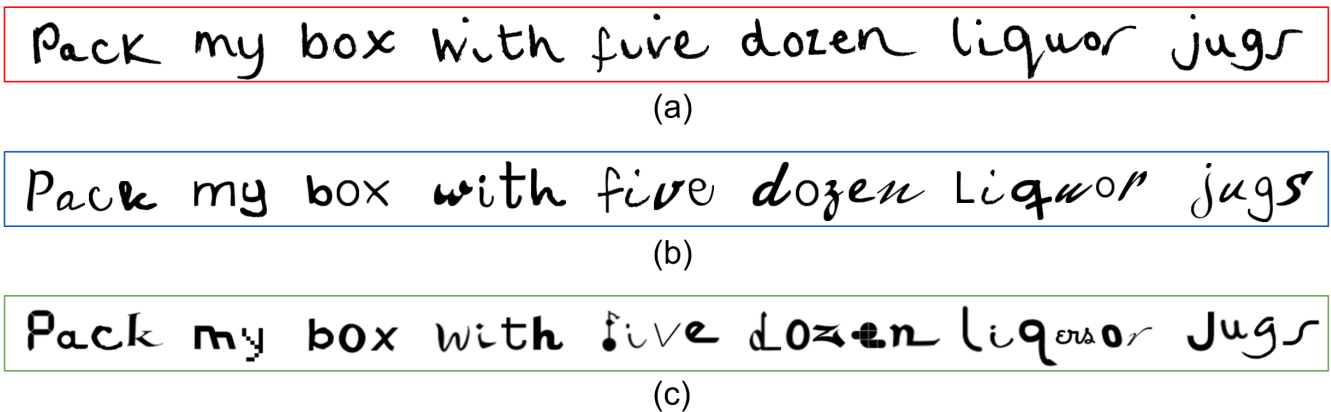 Pack my box with five dozen liquor jugs
(a)
Pack my box with five dozen Liquor jugs
(b)
Pack my box with five dozen jugs
(c)